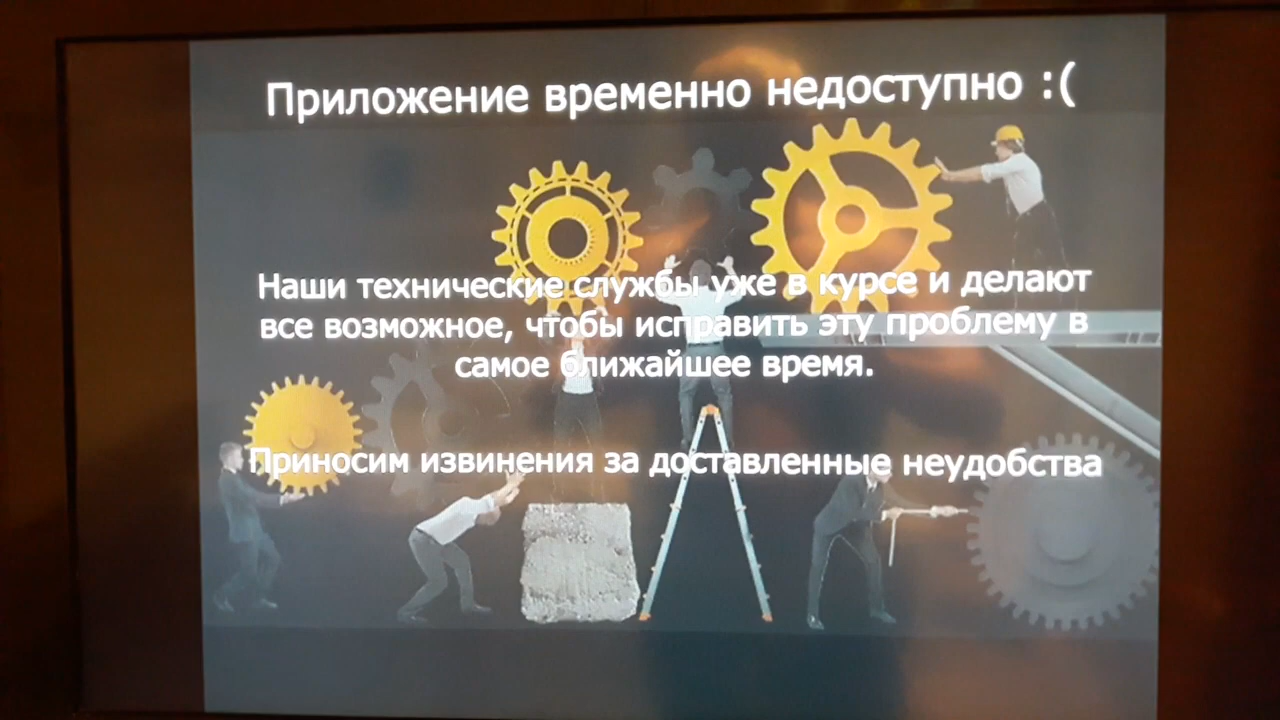 Приложение временно недоступно :(
Наши технические службы уже в курсе и делают
все возможное, чтобы исправить эту проблему в
самое ближайшее время.
Приносим извинения за доставленные неудобства